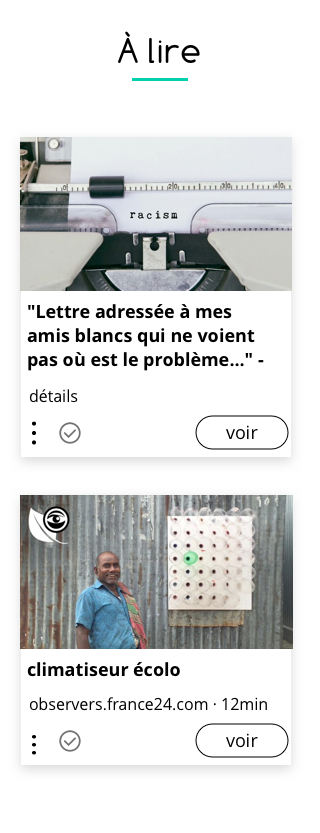 À lire
racism
"Lettre adressée à mes
amis blancs qui ne voient
pas où est le problème..." -
détails
voir
climatiseur écolo
observers.france24.com · 12min
voir